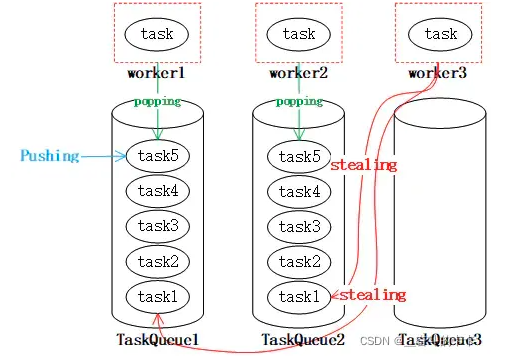 task task task
worker1 worker2 worker3
popping popping
Pushing task5 task5 stealing
task4 task4
task3 task3
task2 task2
task1 task1 stealing
TaskQueue1 TaskQueue2 TaskQueue3
CSDN